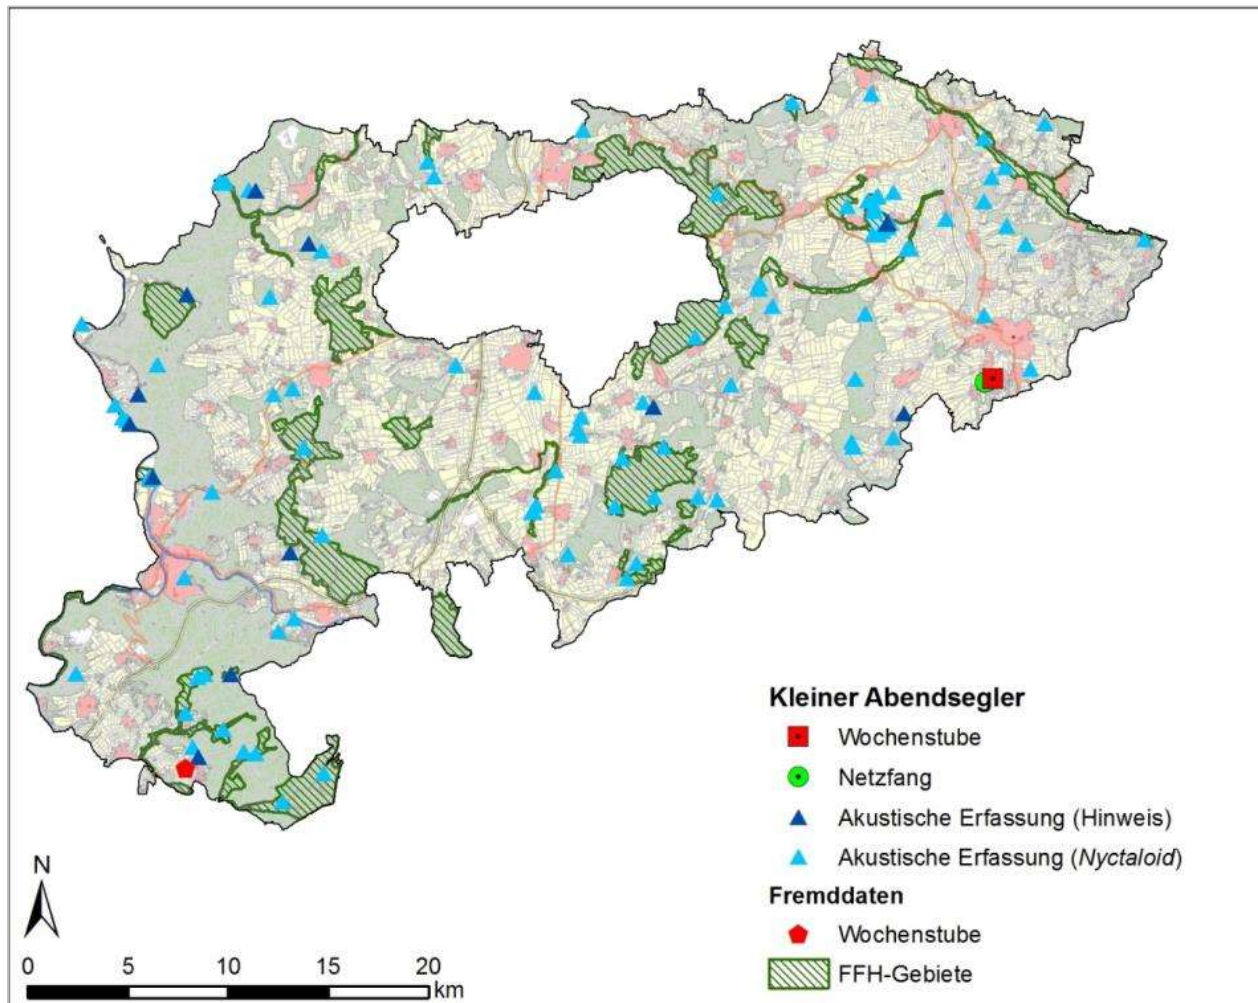 Kleiner Abendsegler
Wochenstube
Netzfang
Akustische Erfassung (Hinweis)
Akustische Erfassung (Nyctaloid)
Fremddaten
Wochenstube
FFH-Gebiete
N
0 5 10 15 20
km